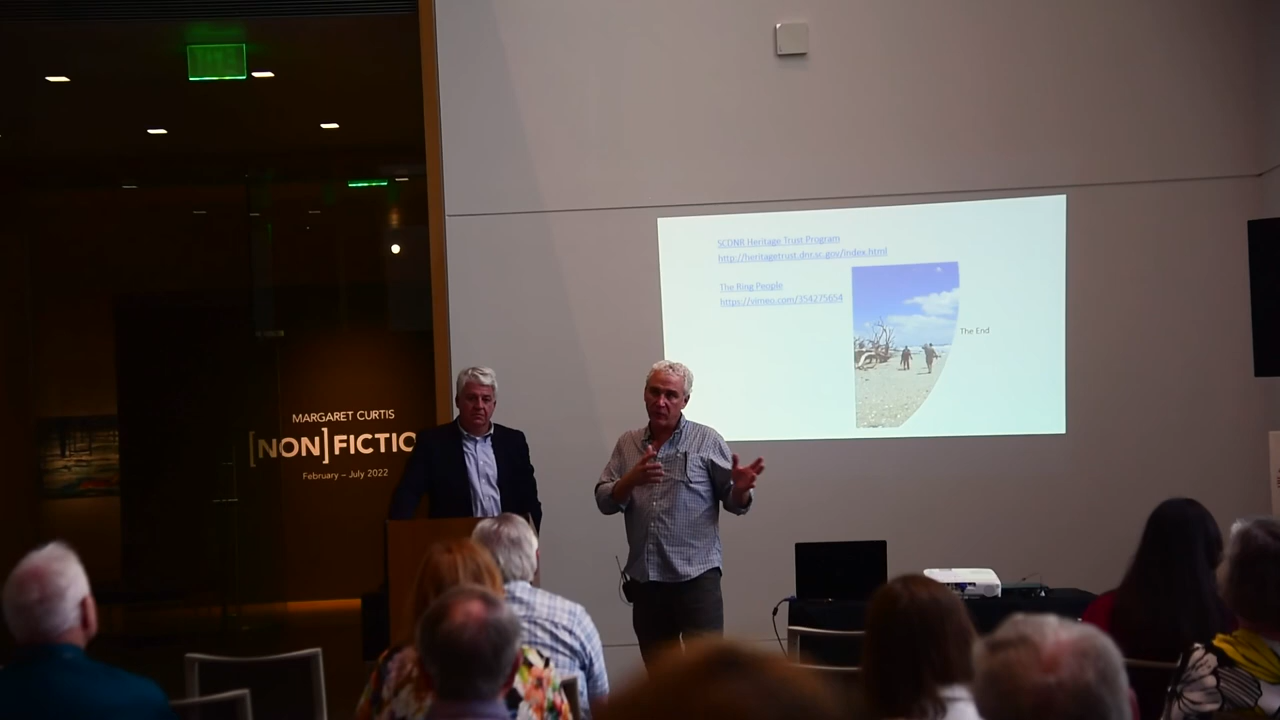 MARGARET CURTIS
[NON]FICTIO
February – July 2022
SCDNR Heritage Trust Program
http://heritagetrust.dnr.sc.gov/index.html
The Ring People
https://vimeo.com/354275654
The End